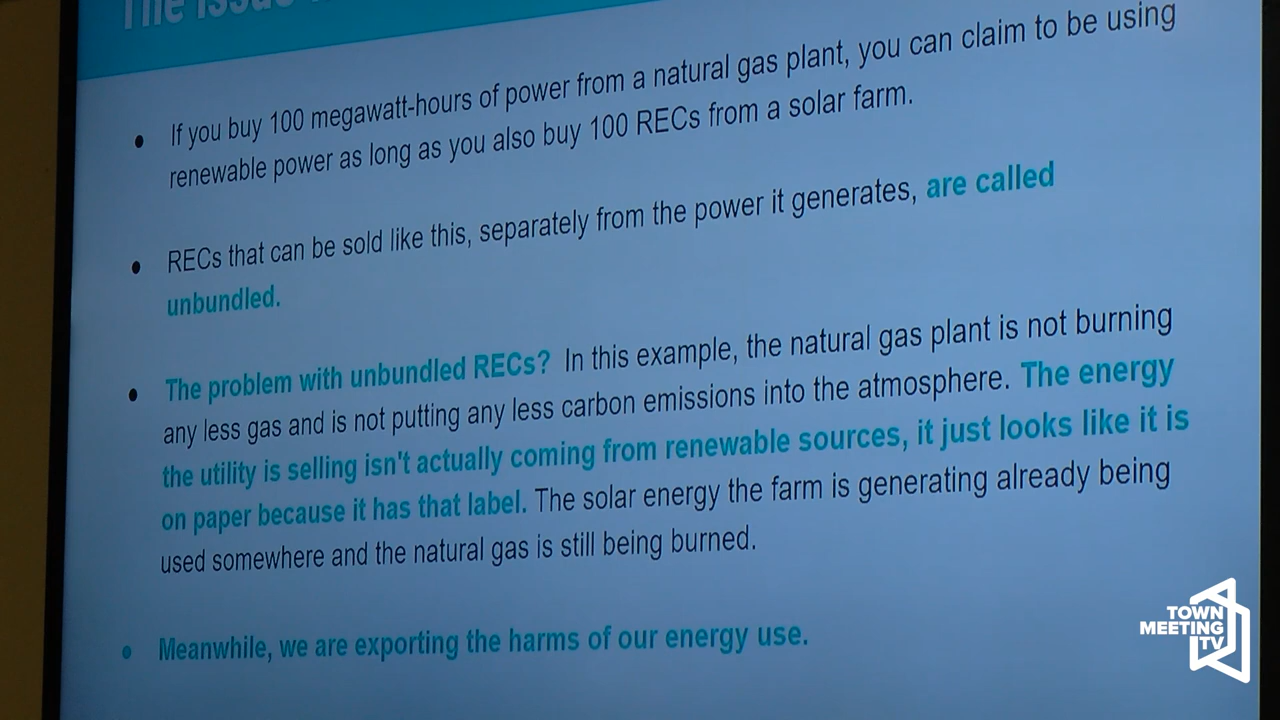 The issue
• If you buy 100 megawatt-hours of power from a natural gas plant, you can claim to be using
renewable power as long as you also buy 100 RECs from a solar farm.
• RECs that can be sold like this, separately from the power it generates, are called
unbundled.
• The problem with unbundled RECs? In this example, the natural gas plant is not burning
any less gas and is not putting any less carbon emissions into the atmosphere. The energy
the utility is selling isn't actually coming from renewable sources, it just looks like it is
on paper because it has that label. The solar energy the farm is generating already being
used somewhere and the natural gas is still being burned.
• Meanwhile, we are exporting the harms of our energy use.
TOWN
MEETING
TV